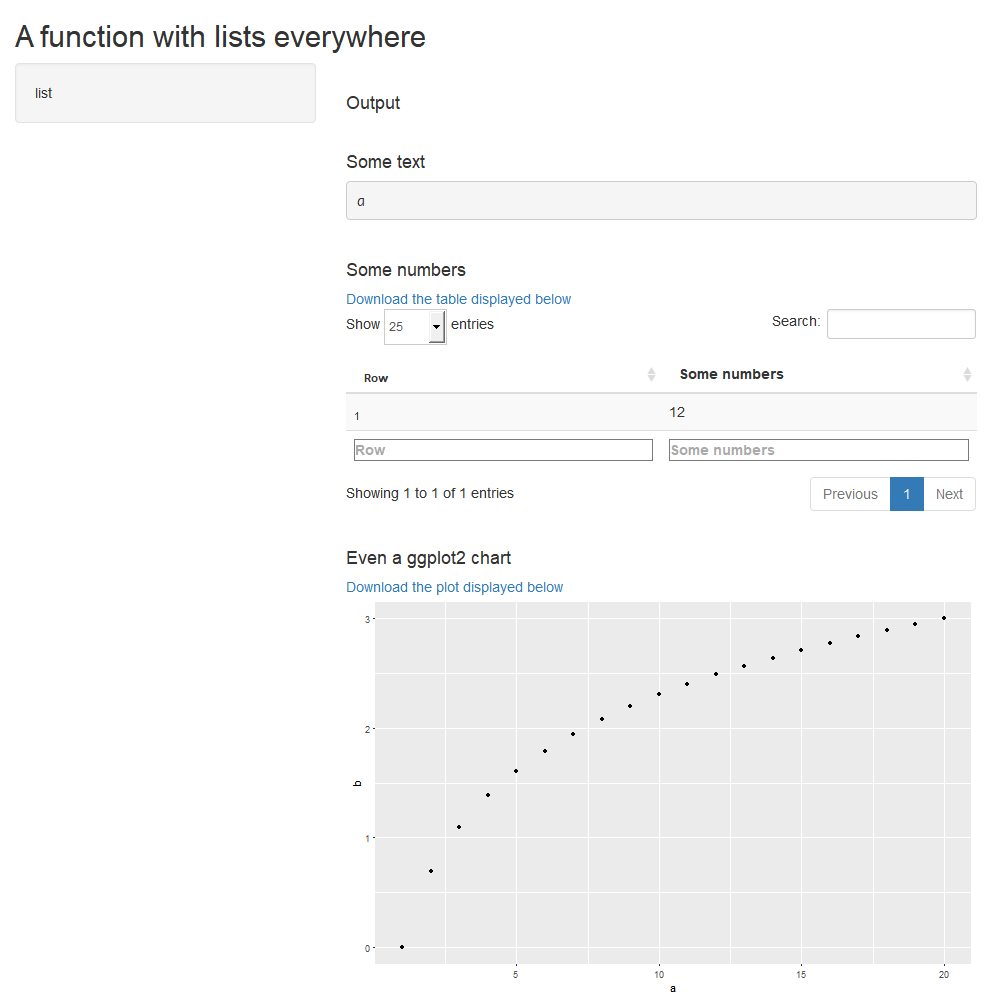 A function with lists everywhere
list
Output
Some text
a
Some numbers
Download the table displayed below
Show 25 entries
Search:
Row Some numbers
1 12
Row Some numbers
Showing 1 to 1 of 1 entries
Previous 1 Next
Even a ggplot2 chart
Download the plot displayed below
3
2
b
1
0
5 10 15 20
a